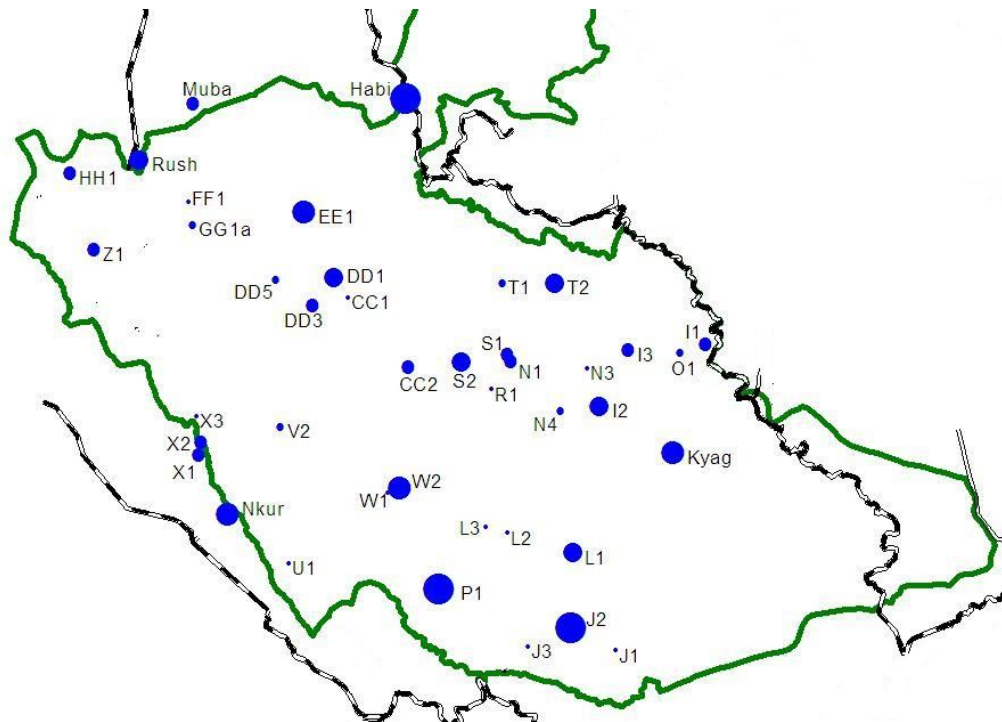 Muba
Habi
Rush
HH1
FF1
EE1
GG1a
Z1
DD1
DD5
CC1
DD3
T1
T2
S1
I3
I1
O1
N1
CC2
S2
N3
R1
N4
I2
X3
V2
X2
X1
Kyag
W2
W1
Nkur
L3
L2
L1
U1
P1
J2
J3
J1